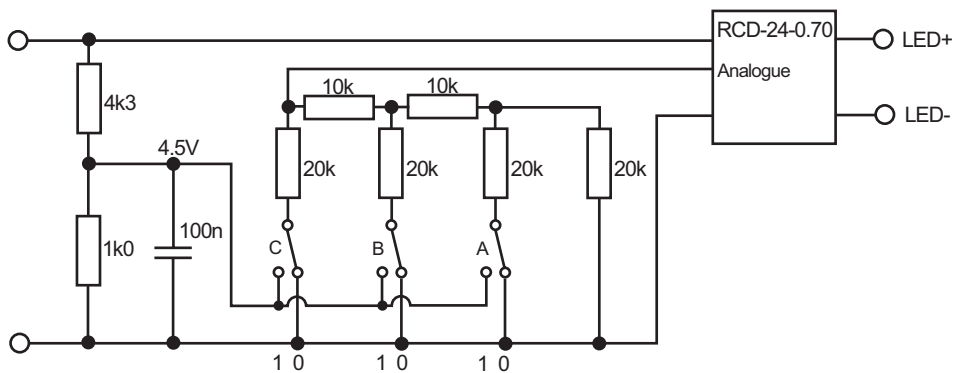 RCD-24-0.70
LED+
Analogue
10k
10k
4k3
LED-
4.5V
20k
20k
20k
20k
1k0
100n
C
B
A
1 0
1 0
1 0